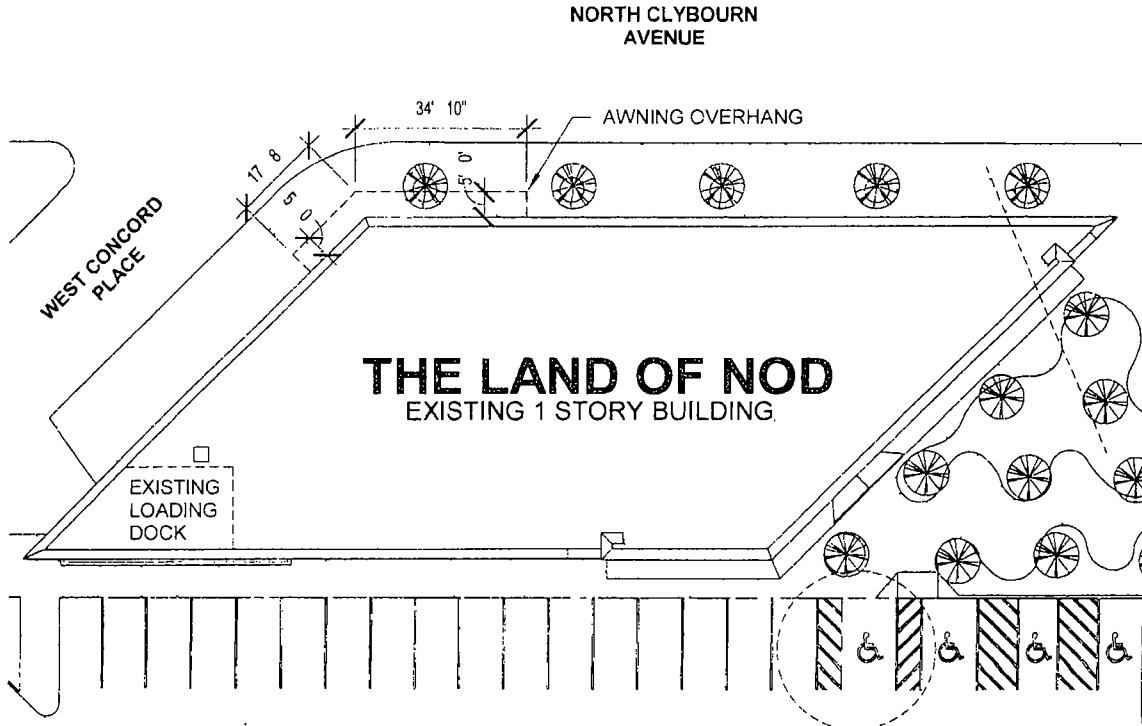 NORTH CLYBOURN
AVENUE
34' 10"
AWNING OVERHANG
17 8
5' 0'
5 0
WEST CONCORD
PLACE
THE LAND OF NOD
EXISTING 1 STORY BUILDING
EXISTING
LOADING
DOCK